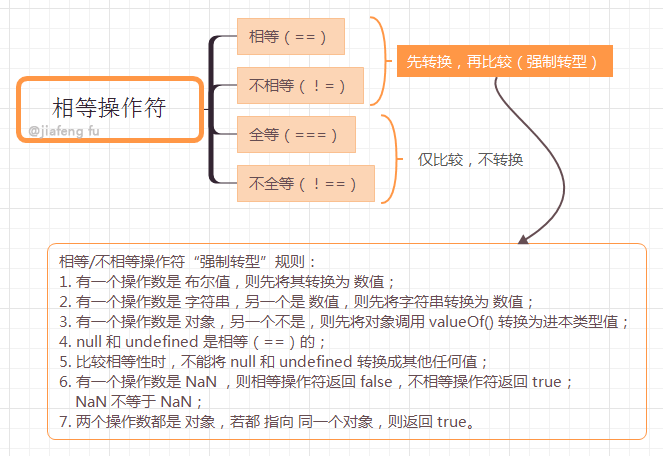 相等操作符
@jiafeng fu
相等（==）
不相等（！=）
全等（===）
不全等（！==）
先转换，再比较（强制转型）
仅比较，不转换
相等/不相等操作符“强制转型”规则：
1. 有一个操作数是 布尔值，则先将其转换为 数值；
2. 有一个操作数是 字符串，另一个是 数值，则先将字符串转换为 数值；
3. 有一个操作数是 对象，另一个不是，则先将对象调用 valueOf() 转换为进本类型值；
4. null 和 undefined 是相等（==）的；
5. 比较相等性时，不能将 null 和 undefined 转换成其他任何值；
6. 有一个操作数是 NaN ，则相等操作符返回 false，不相等操作符返回 true；
NaN 不等于 NaN；
7. 两个操作数都是 对象，若都 指向 同一个对象，则返回 true。